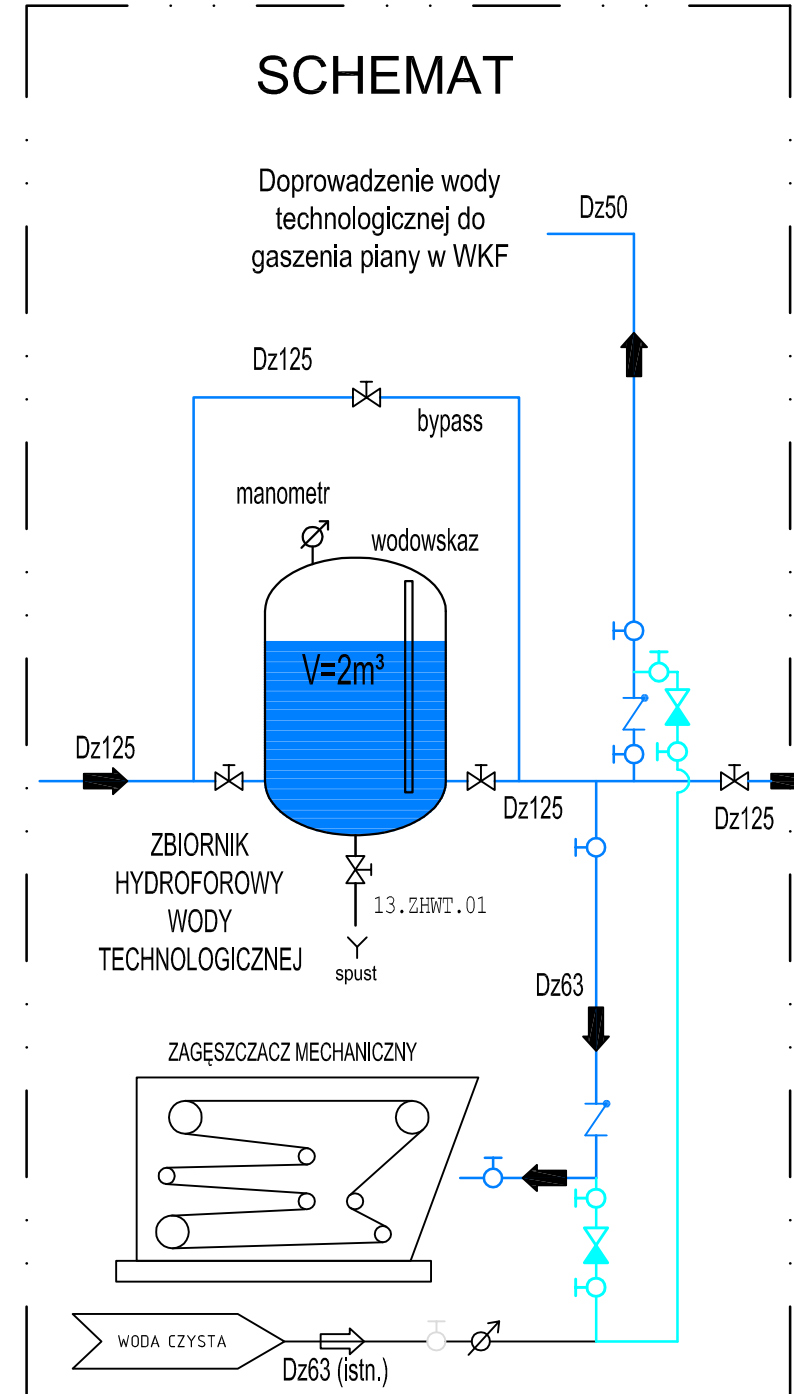 SCHEMAT
Doprowadzenie wody
technologicznej do
gaszenia piany w WKF
Dz50
Dz125
bypass
manometr
wodowskaz
V=2m³
Dz125
Dz125
Dz125
ZBIORNIK
HYDROFOROWY
WODY
TECHNOLOGICZNEJ
13.ZHWT.01
spust
Dz63
ZAGĘSZCZACZ MECHANICZNY
WODA CZYSTA
Dz63 (istn.)